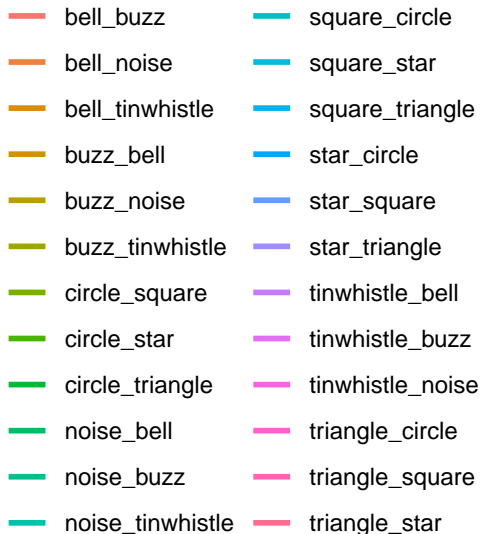 bell_buzz
bell_noise
bell_tinwhistle
buzz_bell
buzz_noise
buzz_tinwhistle
circle_square
circle_star
circle_triangle
noise_bell
noise_buzz
noise_tinwhistle
square_circle
square_star
square_triangle
star_circle
star_square
star_triangle
tinwhistle_bell
tinwhistle_buzz
tinwhistle_noise
triangle_circle
triangle_square
triangle_star